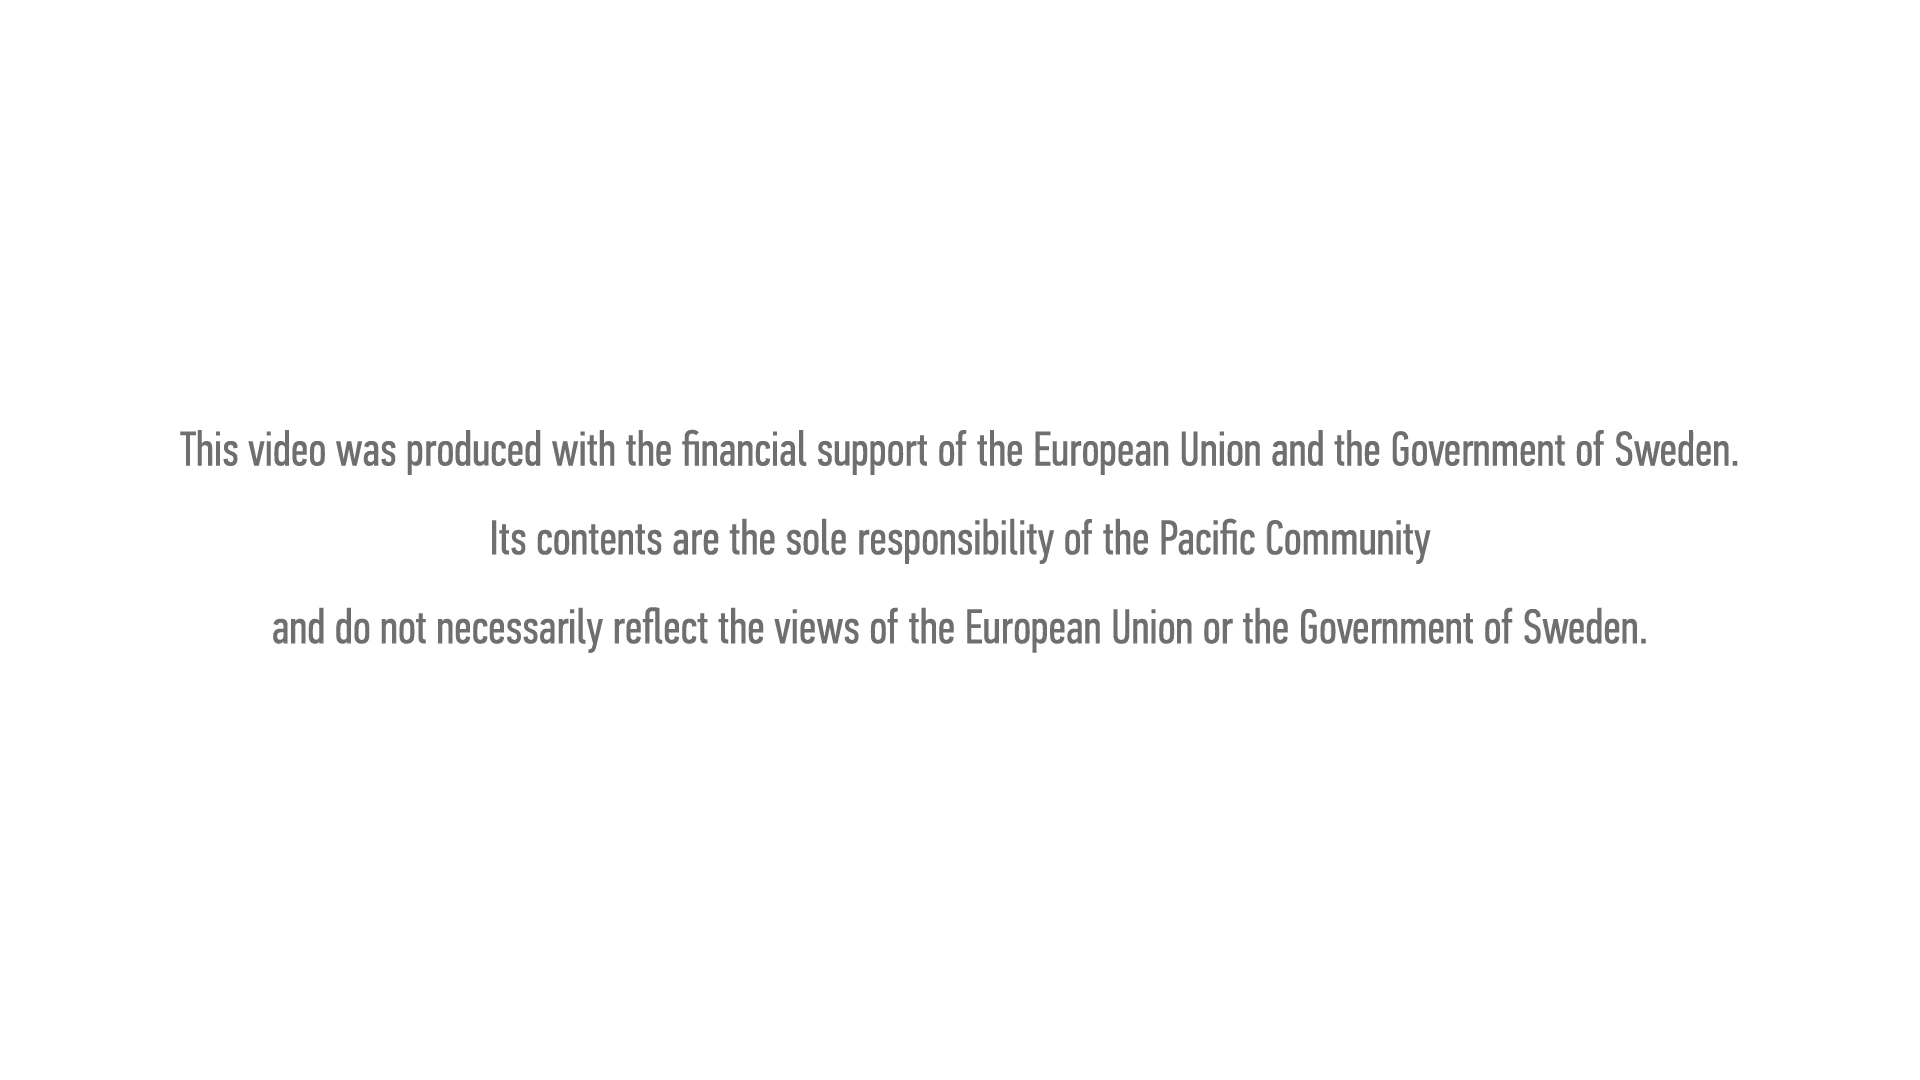 This video was produced with the financial support of the European Union and the Government of Sweden.
Its contents are the sole responsibility of the Pacific Community
and do not necessarily reflect the views of the European Union or the Government of Sweden.